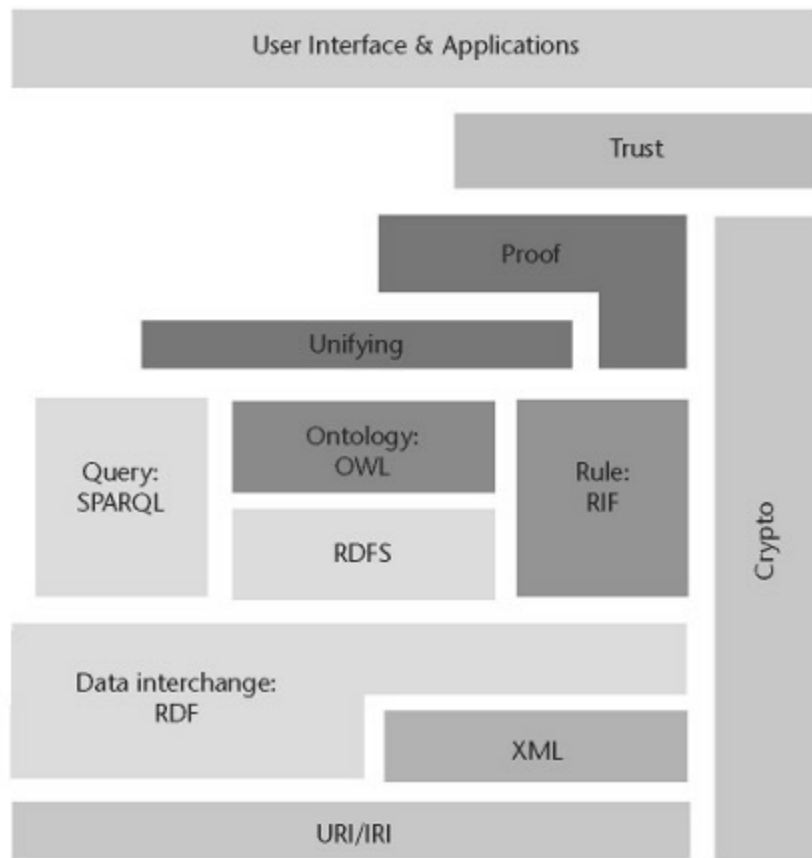 User Interface & Applications
Trust
Proof
Unifying
Ontology:
OWL
Query:
SPARQL
Rule:
RIF
RDFS
Crypto
Data interchange:
RDF
XML
URI/IRI